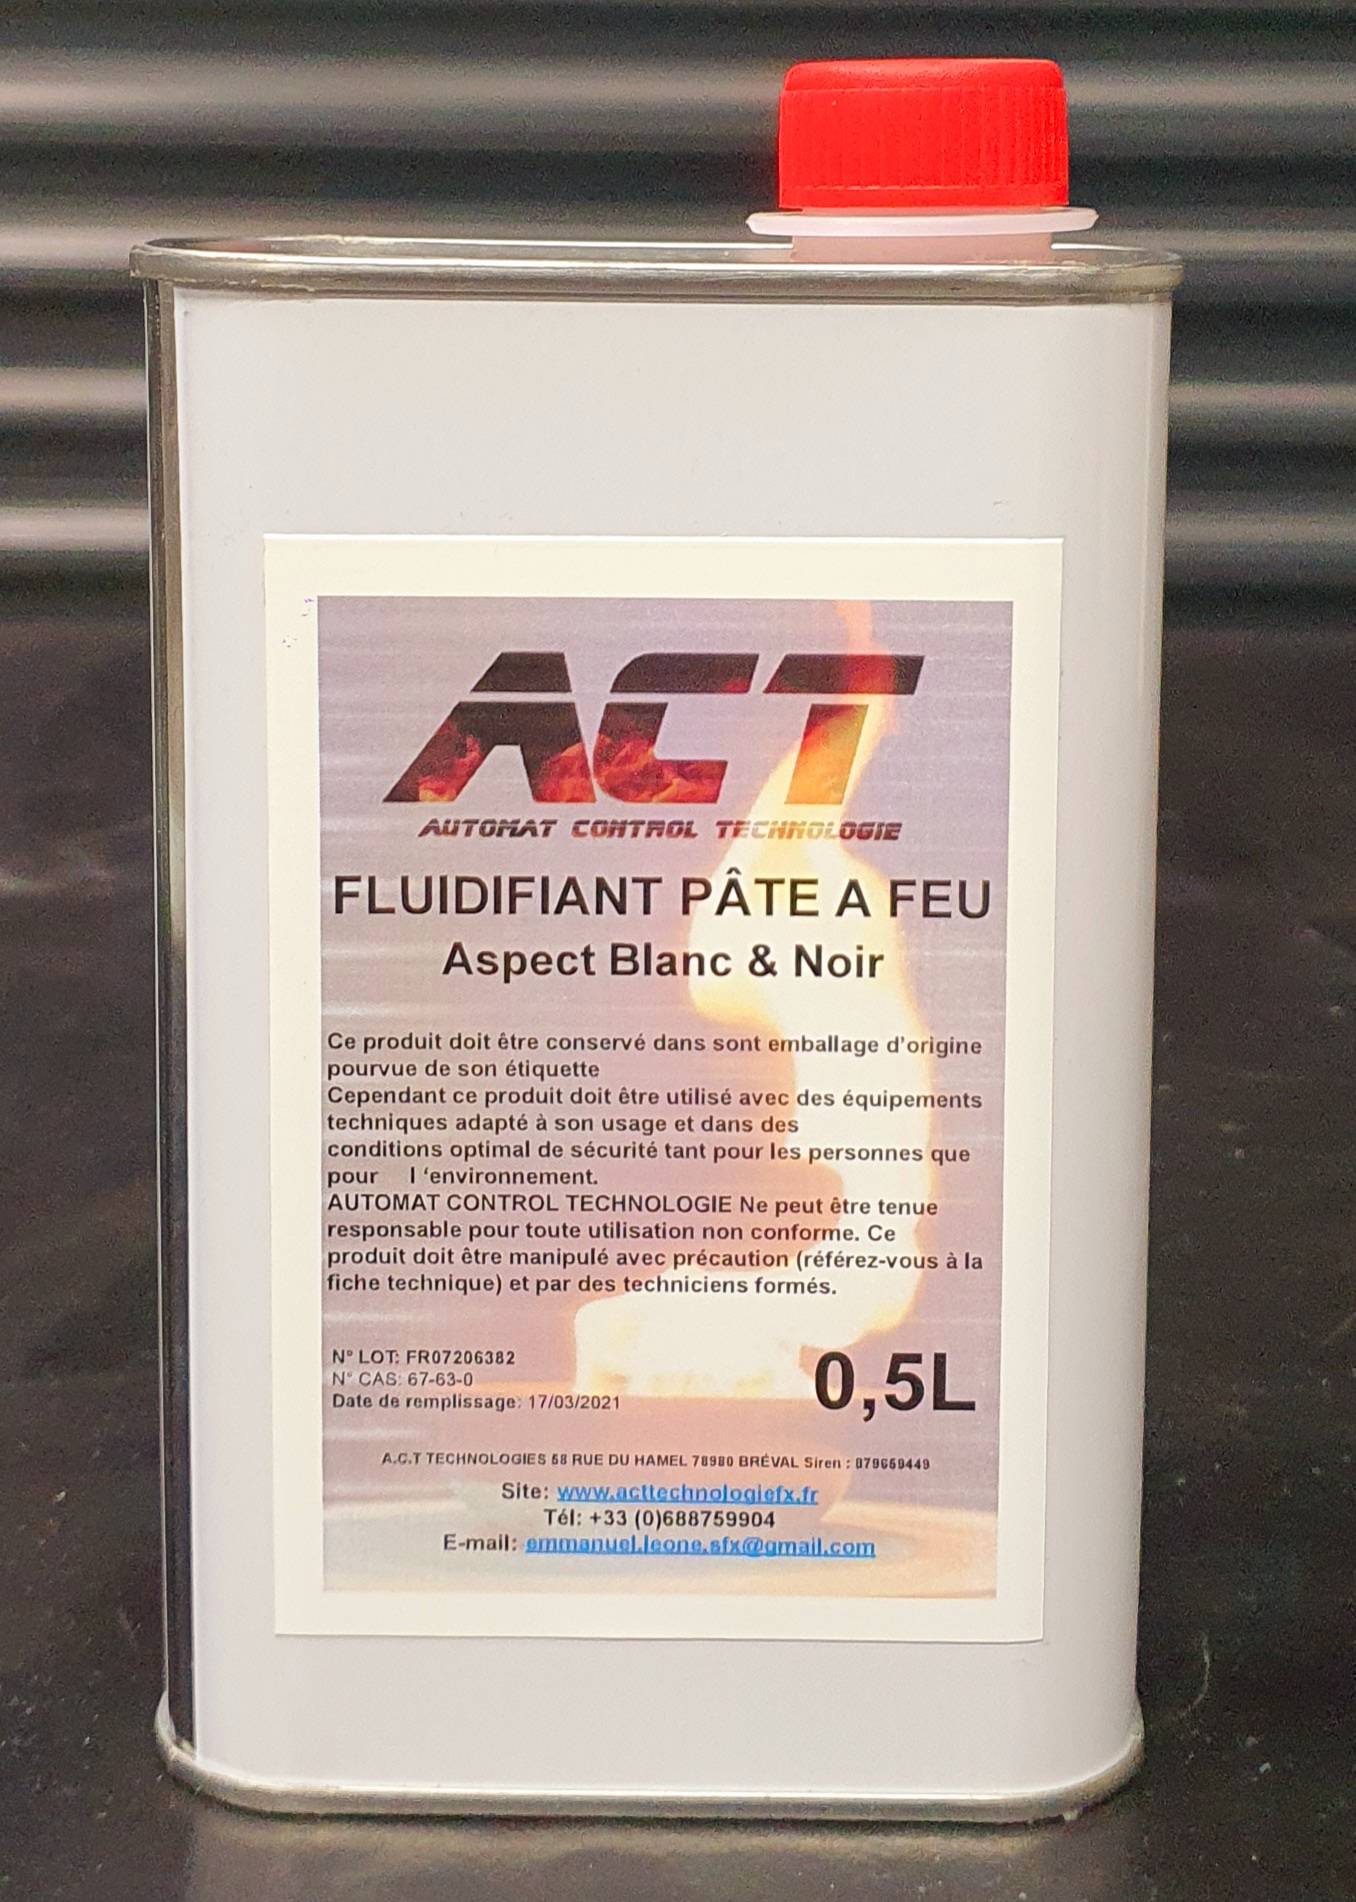 ACT
AUTOMAT CONTROL TECHNOLOGIE
FLUIDIFIANT PÂTE A FEU
Aspect Blanc & Noir
Ce produit doit être conservé dans sont emballage d'origine
pourvue de son étiquette
Cependant ce produit doit être utilisé avec des équipements
techniques adapté à son usage et dans des
conditions optimal de sécurité tant pour les personnes que
pour l 'environnement.
AUTOMAT CONTROL TECHNOLOGIE Ne peut être tenue
responsable pour toute utilisation non conforme. Ce
produit doit être manipulé avec précaution (référez-vous à la
fiche technique) et par des techniciens formés.
N° LOT: FR07206382
N° CAS: 67-63-0
Date de remplissage: 17/03/2021
0,5L
A.C.T TECHNOLOGIES 58 RUE DU HAMEL 78980 BRÉVAL Siren : 879659449
Site: www.acttechnologiefx.fr
Tél: +33 (0)688759904
E-mail: emmanuel.leone.sfx@gmail.com